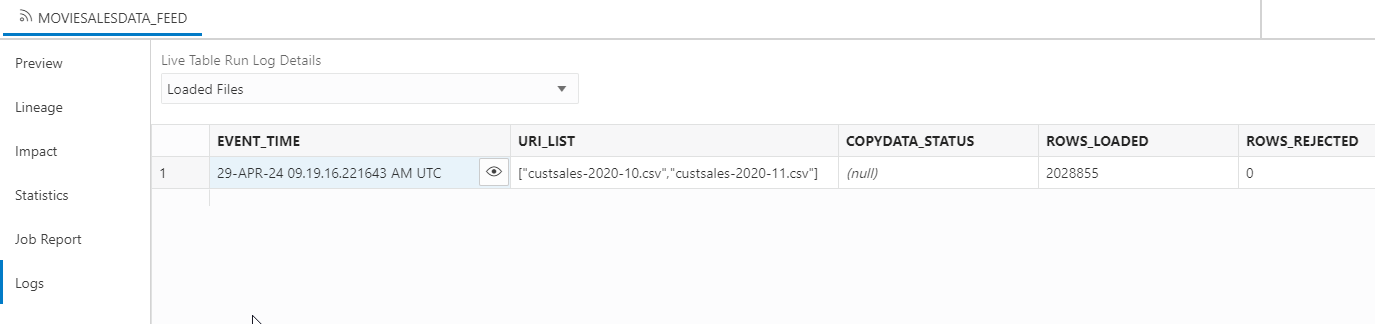 MOVIESALESDATA_FEED
Preview
Lineage
Impact
Statistics
Job Report
Logs
Live Table Run Log Details
Loaded Files
EVENT_TIME URI_LIST COPYDATA_STATUS ROWS_LOADED ROWS_REJECTED
1 29-APR-24 09.19.16.221643 AM UTC ["custsales-2020-10.csv","custsales-2020-11.csv"] (null) 2028855 0